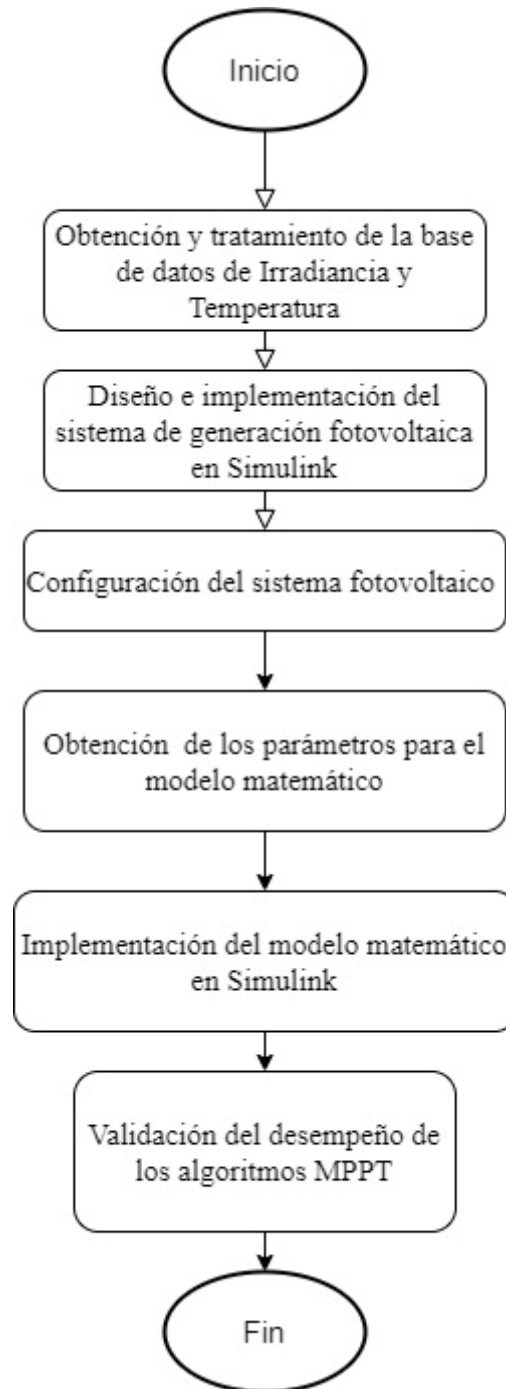 Inicio
Obtención y tratamiento de la base
de datos de Irradiancia y
Temperatura
Diseño e implementación del
sistema de generación fotovoltaica
en Simulink
Configuración del sistema fotovoltaico
Obtención de los parámetros para el
modelo matemático
Implementación del modelo matemático
en Simulink
Validación del desempeño de
los algoritmos MPPT
Fin